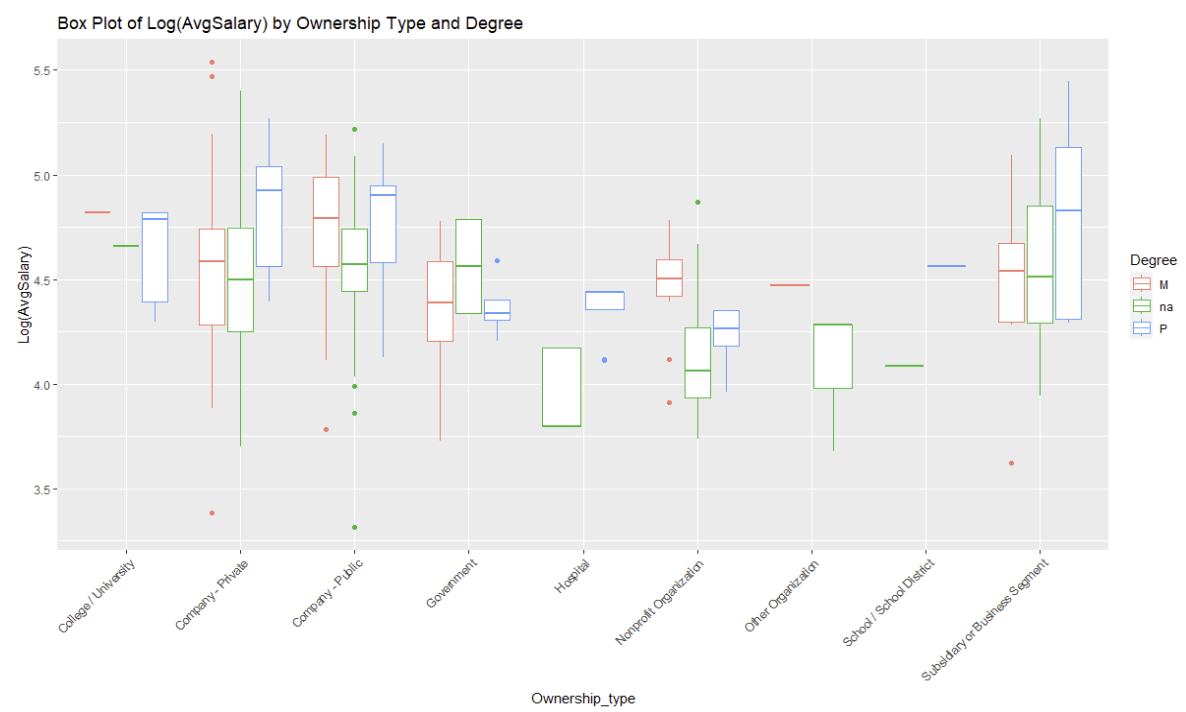 Box Plot of Log(AvgSalary) by Ownership Type and Degree
5.5
5.0
4.5
4.0
3.5
Log(AvgSalary)
College / University
Company - Private
Company - Public
Government
Hospital
Nonprofit Organization
Other Organization
School / School District
Subsidiary or Business Segment
Ownership_type
Degree
M
na
P